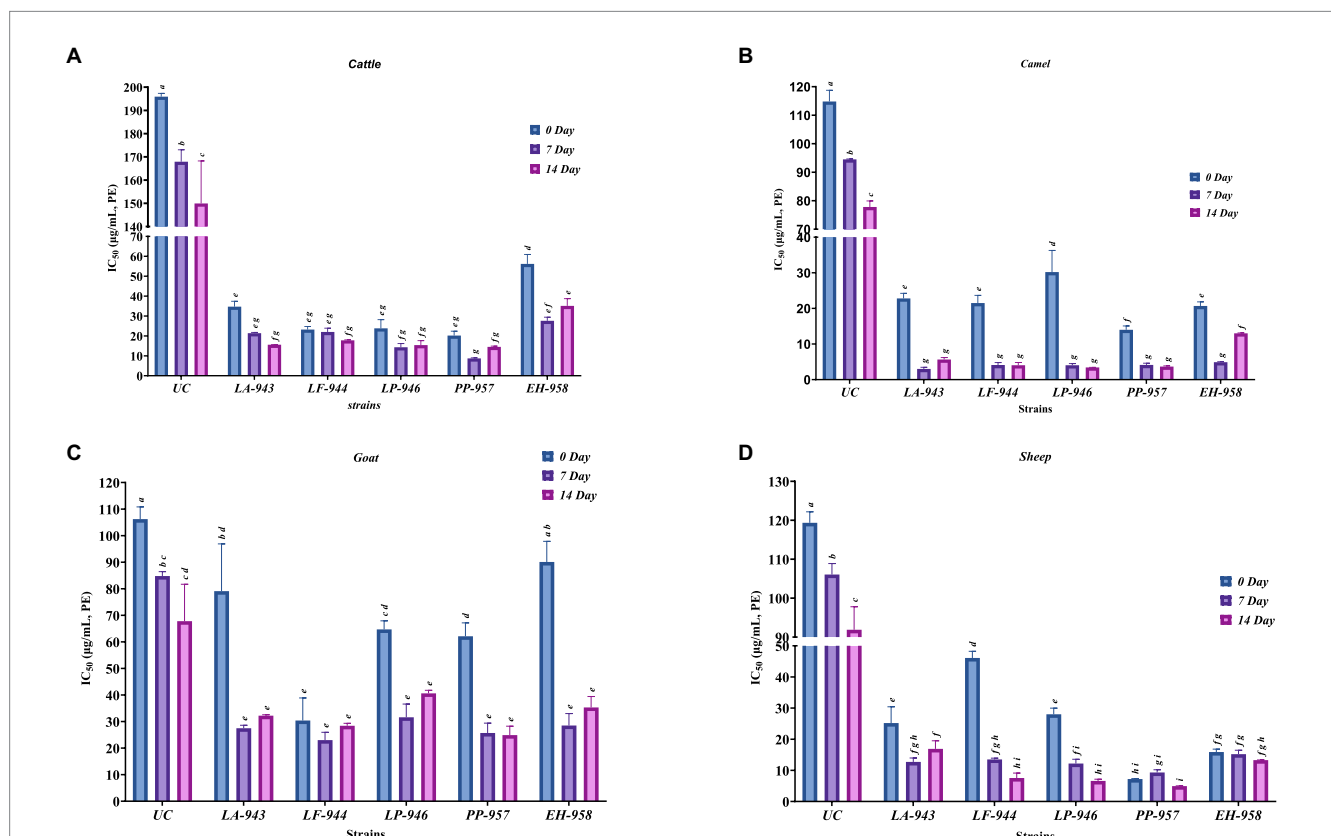 A
Cattle
IC50 (µg/mL, PE)
200
190
180
170
160
150
140
70
60
50
40
30
20
10
0
a
b
c
e
e g
f g
e g
e g
f g
e g
f g
f g
e g
g
f g
d
e f
e
0 Day
7 Day
14 Day
UC
LA-943
LF-944
LP-946
PP-957
EH-958
strains
B
Camel
IC50 (µg/mL, PE)
120
110
100
90
80
70
40
30
20
10
0
a
b
c
e
g
g
e
g
g
d
g
g
f
g
g
e
g
f
0 Day
7 Day
14 Day
UC
LA-943
LF-944
LP-946
PP-957
EH-958
Strains
C
Goat
IC50 (µg/mL, PE)
120
110
100
90
80
70
60
50
40
30
20
10
0
a
b c
c d
b d
e
e
e
e
e
c d
e
e
d
e
e
a b
e
e
0 Day
7 Day
14 Day
UC
LA-943
LF-944
LP-946
PP-957
EH-958
Strains
D
Sheep
IC50 (µg/mL, PE)
130
120
110
100
90
50
40
30
20
10
0
a
b
c
e
f g h
f
d
f g h
h i
e
f i
h i
h i
g i
i
f g
f g
f g h
0 Day
7 Day
14 Day
UC
LA-943
LF-944
LP-946
PP-957
EH-958
Strains